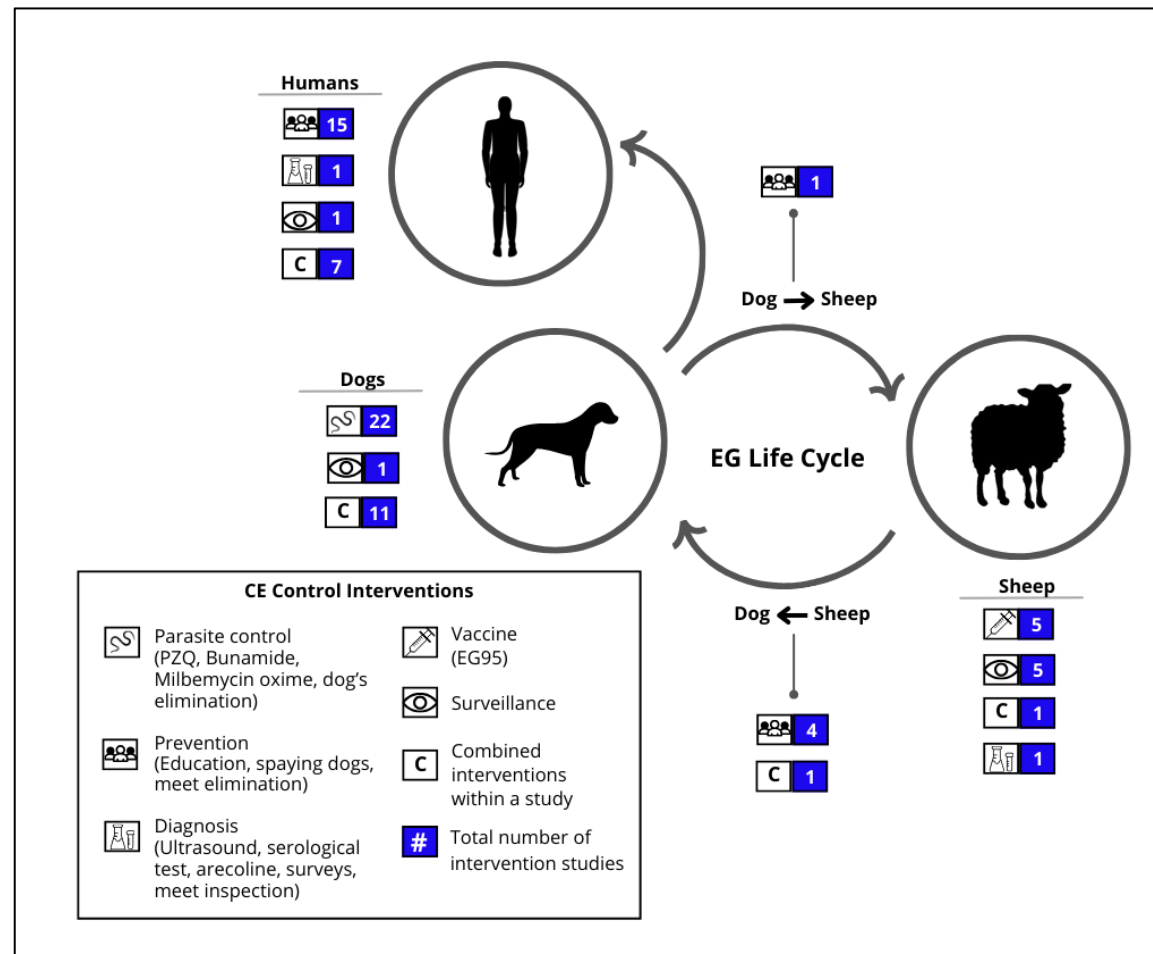 Humans
15
1
1
C 7
1
Dog Sheep
Dogs
22
1
C 11
EG Life Cycle
Dog Sheep
4
C 1
Sheep
5
5
C 1
1
CE Control Interventions
Parasite control
(PZQ, Bunamide,
Milbemycin oxime, dog's
elimination)
Prevention
(Education, spaying dogs,
meet elimination)
Diagnosis
(Ultrasound, serological
test, arecoline, surveys,
meet inspection)
Vaccine
(EG95)
Surveillance
C
Combined
interventions
within a study
#
Total number of
intervention studies